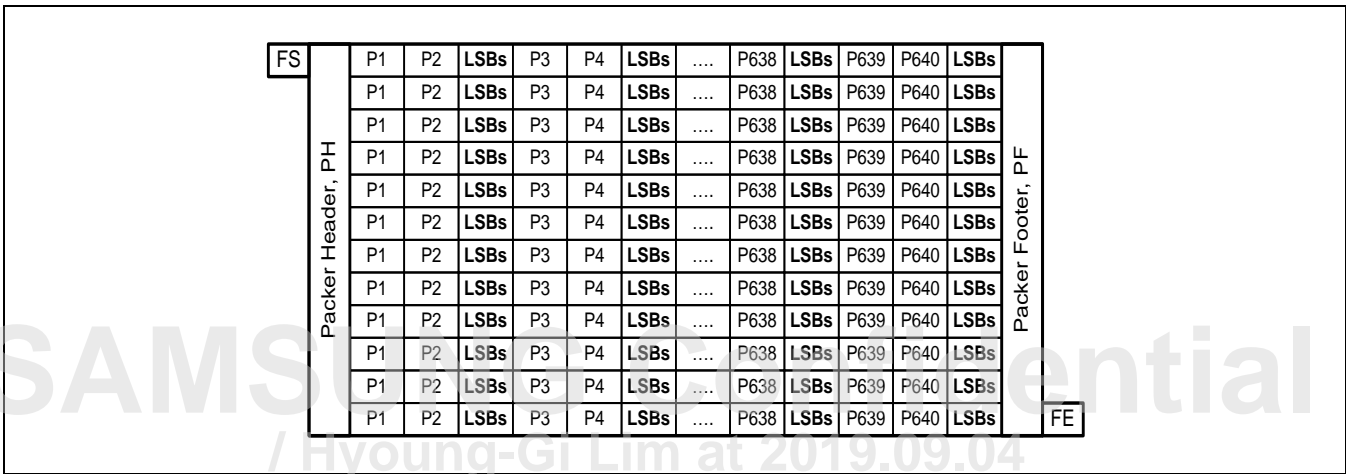 FS P1 P2 LSBs P3 P4 LSBs .... P638 LSBs P639 P640 LSBs
P1 P2 LSBs P3 P4 LSBs .... P638 LSBs P639 P640 LSBs
P1 P2 LSBs P3 P4 LSBs .... P638 LSBs P639 P640 LSBs
P1 P2 LSBs P3 P4 LSBs .... P638 LSBs P639 P640 LSBs
P1 P2 LSBs P3 P4 LSBs .... P638 LSBs P639 P640 LSBs
P1 P2 LSBs P3 P4 LSBs .... P638 LSBs P639 P640 LSBs
P1 P2 LSBs P3 P4 LSBs .... P638 LSBs P639 P640 LSBs
P1 P2 LSBs P3 P4 LSBs .... P638 LSBs P639 P640 LSBs
P1 P2 LSBs P3 P4 LSBs .... P638 LSBs P639 P640 LSBs
P1 P2 LSBs P3 P4 LSBs .... P638 LSBs P639 P640 LSBs
P1 P2 LSBs P3 P4 LSBs .... P638 LSBs P639 P640 LSBs
P1 P2 LSBs P3 P4 LSBs .... P638 LSBs P639 P640 LSBs FE
Packer Header, PH
Packer Footer, PF
SAMSUNG Confidential
/ Hyoung-Gi Lim at 2019.09.04